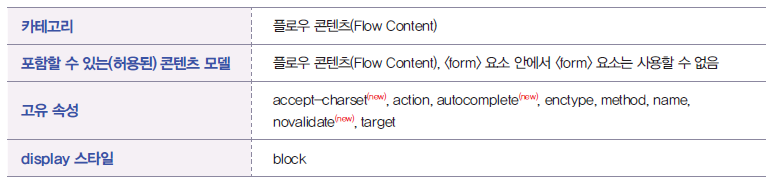 카테고리 플로우 콘텐츠(Flow Content)
포함할 수 있는(허용된) 콘텐츠 모델 플로우 콘텐츠(Flow Content), 〈form〉 요소 안에서 〈form〉 요소는 사용할 수 없음
고유 속성 accept-charset(new), action, autocomplete(new), enctype, method, name,
novalidate(new), target
display 스타일 block